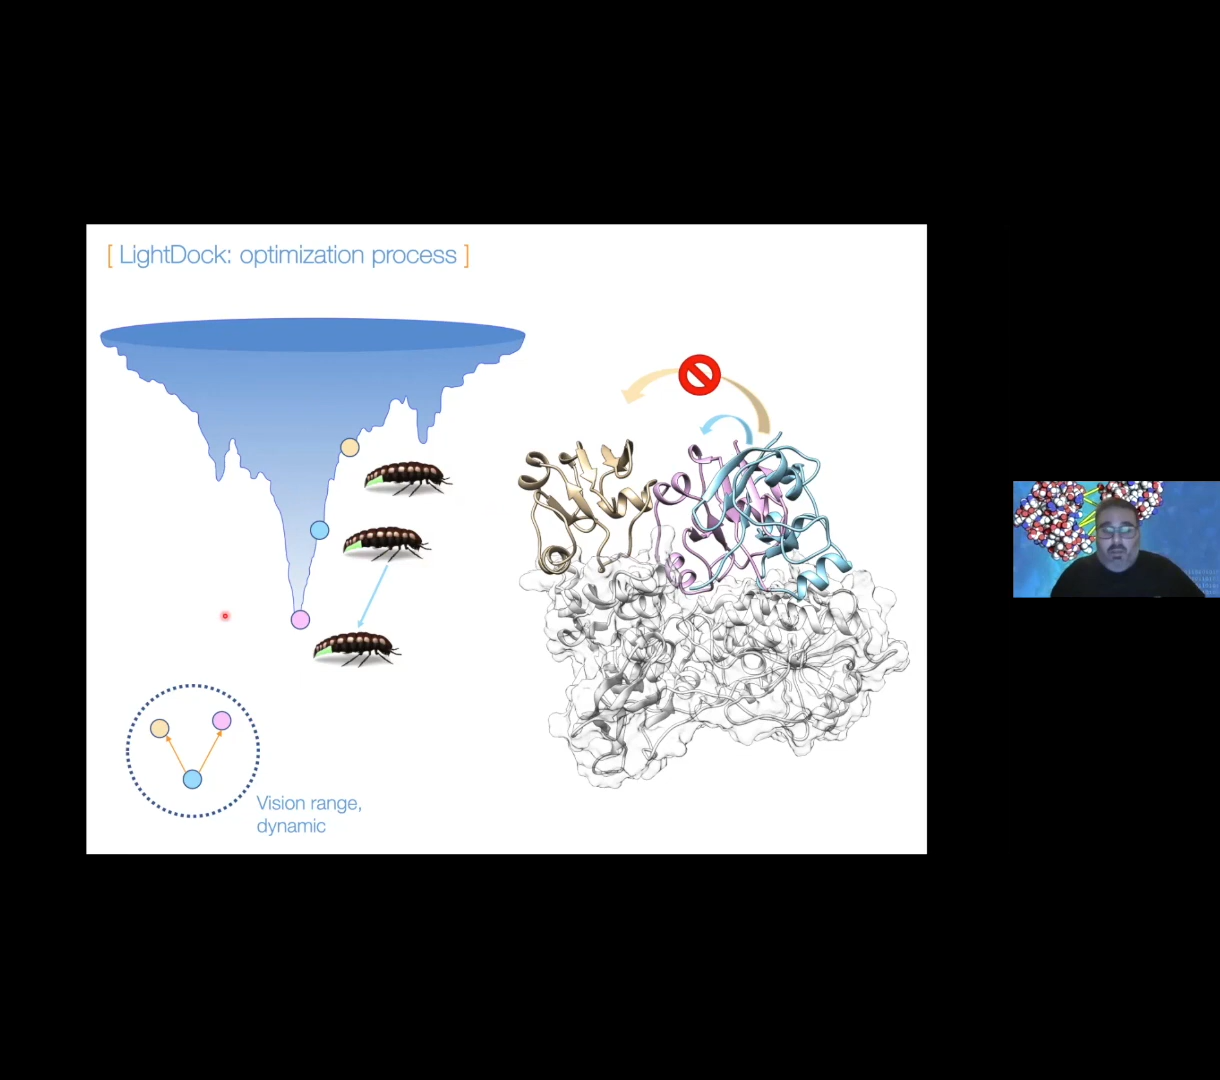 [ LightDock: optimization process ]
Vision range,
dynamic